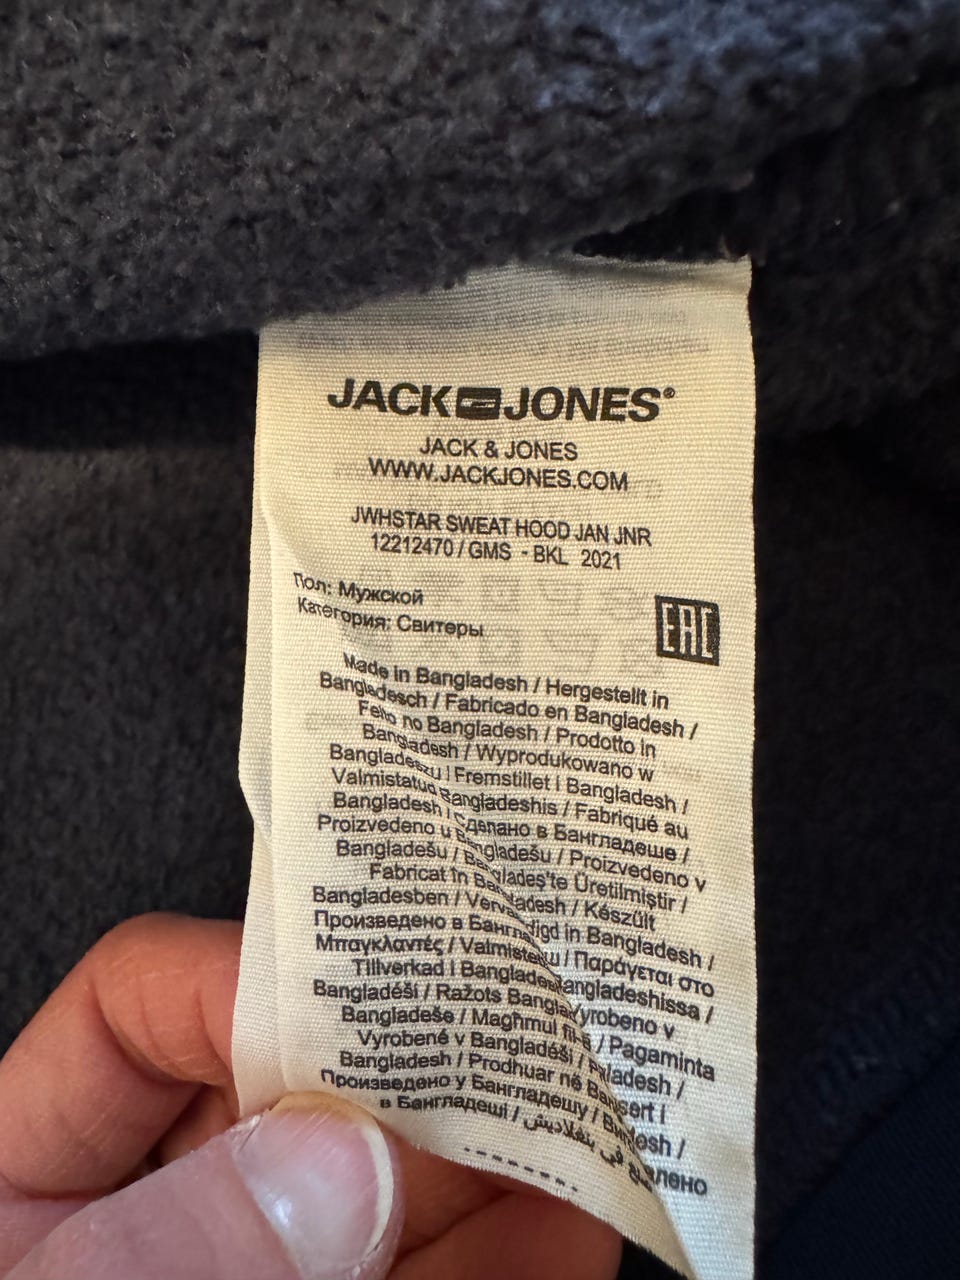 JACK JONES®
JACK & JONES
WWW.JACKJONES.COM
JWHSTAR SWEAT HOOD JAN JNR
12212470 / GMS - BKL 2021
Пол: Мужской
Категория: Свитеры
EAC
Made in Bangladesh / Hergestellt in
Bangladesch / Fabricado en Bangladesh /
Feito no Bangladesh / Prodotto in
Bangladesh / Wyprodukowano w
Bangladeszu / Fremstillet i Bangladesh /
Valmistatud Bangladeshis / Fabriqué au
Bangladesh / Сделано в Бангладеше /
Proizvedeno u Bangladešu / Proizvedeno v
Bangladešu / Bangladeş'te Üretilmiştir /
Fabricat în Bangladesh / Készült
Bangladesben / Vervaardigd in Bangladesh /
Произведено в / Παράγεται στο
Μπαγκλαντές / Valmistettu Bangladeshissa /
Tillverkad i Bangladesh / Vyrobeno v
Bangladéši / Ražots / Pagaminta
Bangladeše / Magħmul fil-Bangladesh /
Vyrobené v Bangladéši /
Bangladesh / Prodhuar në /
Произведено у Бангладешу /
в Бангладеші / صنع في بنغلاديش